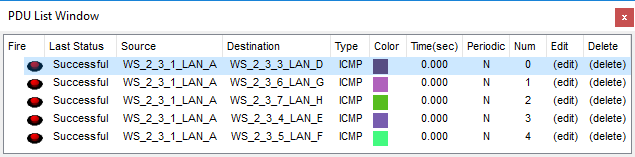 PDU List Window
Fire Last Status Source Destination Type Color Time(sec) Periodic Num Edit Delete
Successful WS_2_3_1_LAN_A WS_2_3_3_LAN_D ICMP 0.000 N 0 (edit) (delete)
Successful WS_2_3_1_LAN_A WS_2_3_6_LAN_G ICMP 0.000 N 1 (edit) (delete)
Successful WS_2_3_1_LAN_A WS_2_3_7_LAN_H ICMP 0.000 N 2 (edit) (delete)
Successful WS_2_3_1_LAN_A WS_2_3_4_LAN_E ICMP 0.000 N 3 (edit) (delete)
Successful WS_2_3_1_LAN_A WS_2_3_5_LAN_F ICMP 0.000 N 4 (edit) (delete)